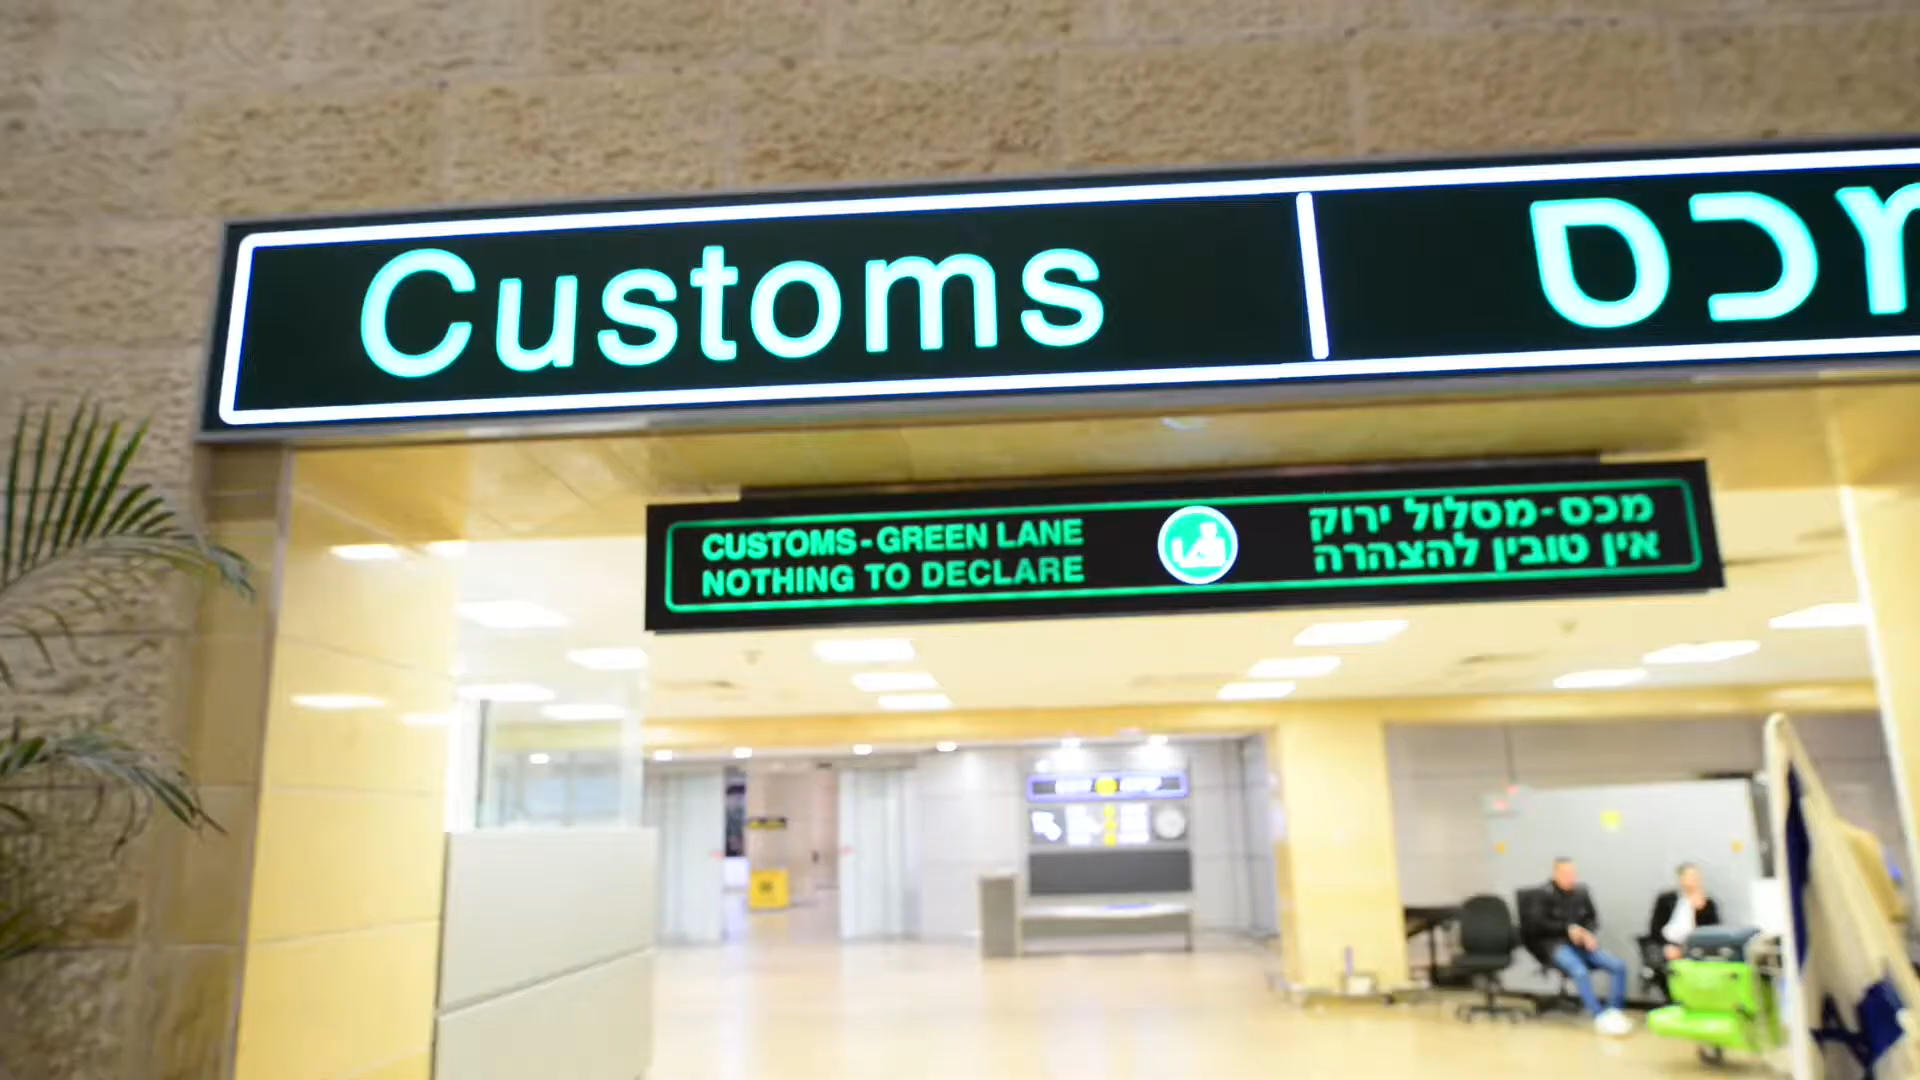 Customs
מכס
CUSTOMS - GREEN LANE
NOTHING TO DECLARE
מכס - מסלול ירוק
אין טובין להצהרה